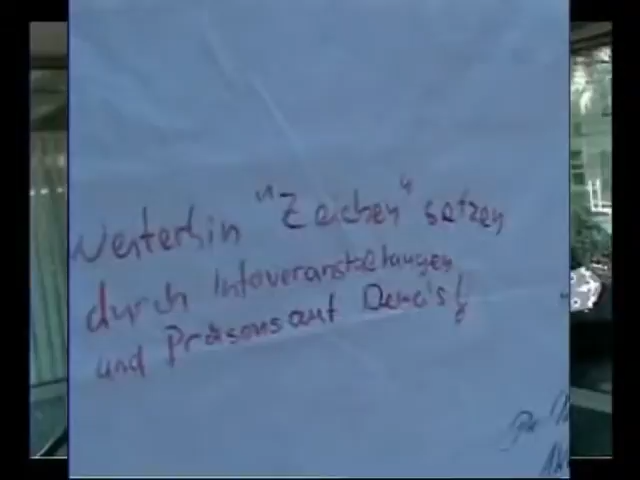 Weiterhin "Zeichen" setzen
durch Infoveranstaltungen
und Präsens auf Demo's!